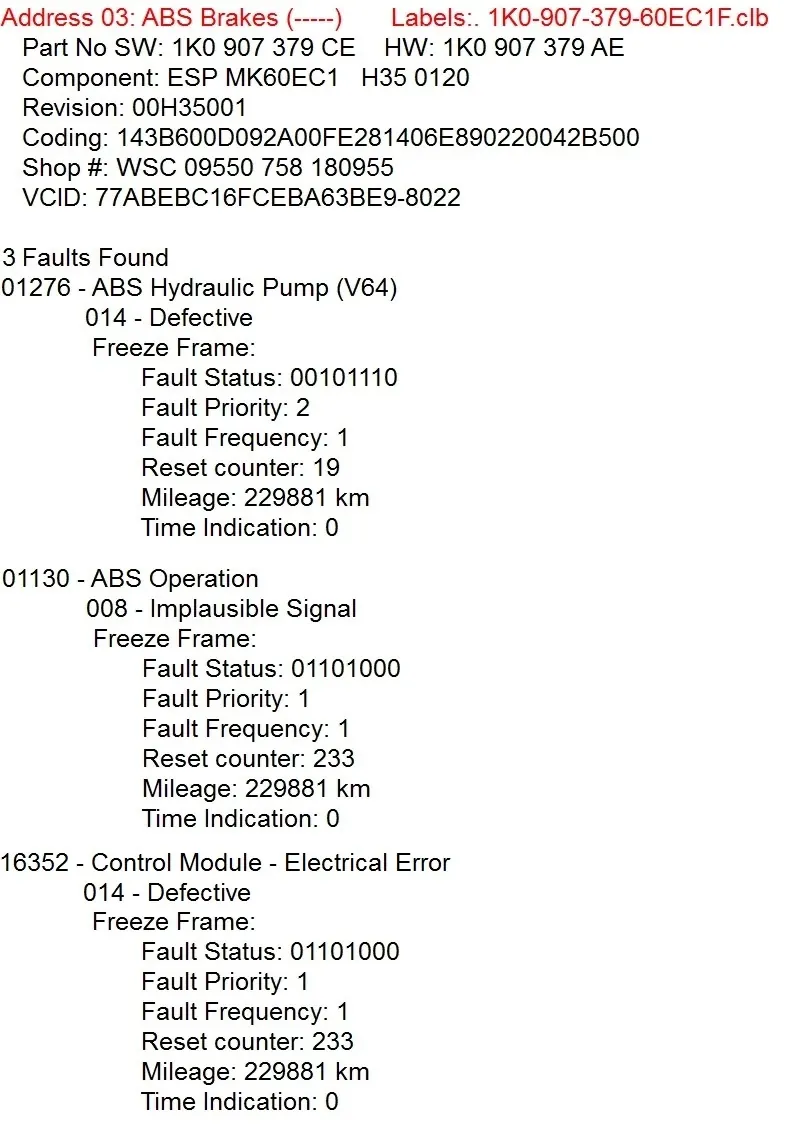 Address 03: ABS Brakes (-----) Labels:. 1K0-907-379-60EC1F.clb
Part No SW: 1K0 907 379 CE HW: 1K0 907 379 AE
Component: ESP MK60EC1 H35 0120
Revision: 00H35001
Coding: 143B600D092A00FE281406E890220042B500
Shop #: WSC 09550 758 180955
VCID: 77ABEBC16FCEBA63BE9-8022
3 Faults Found
01276 - ABS Hydraulic Pump (V64)
014 - Defective
Freeze Frame:
Fault Status: 00101110
Fault Priority: 2
Fault Frequency: 1
Reset counter: 19
Mileage: 229881 km
Time Indication: 0
01130 - ABS Operation
008 - Implausible Signal
Freeze Frame:
Fault Status: 01101000
Fault Priority: 1
Fault Frequency: 1
Reset counter: 233
Mileage: 229881 km
Time Indication: 0
16352 - Control Module - Electrical Error
014 - Defective
Freeze Frame:
Fault Status: 01101000
Fault Priority: 1
Fault Frequency: 1
Reset counter: 233
Mileage: 229881 km
Time Indication: 0